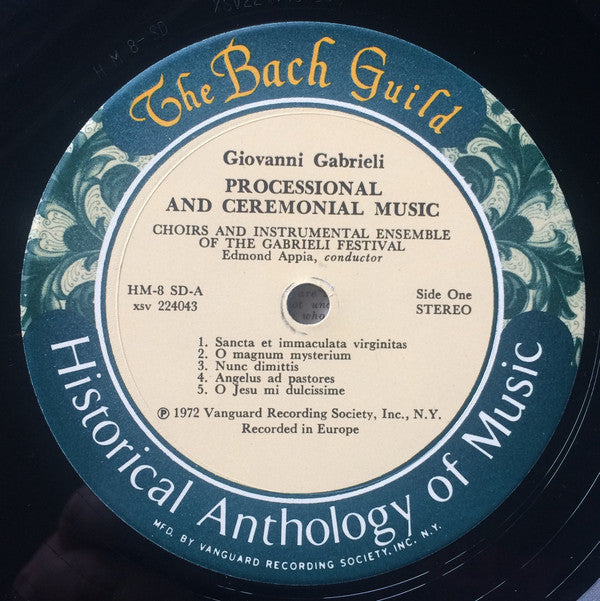 The Bach Guild
Giovanni Gabrieli
PROCESSIONAL
AND CEREMONIAL MUSIC
CHOIRS AND INSTRUMENTAL ENSEMBLE
OF THE GABRIELI FESTIVAL
Edmond Appia, conductor
HM-8 SD-A
xsv 224043
Side One
STEREO
1. Sancta et immaculata virginitas
2. O magnum mysterium
3. Nunc dimittis
4. Angelus ad pastores
5. O Jesu mi dulcissime
Ⓟ 1972 Vanguard Recording Society, Inc., N.Y.
Recorded in Europe
Historical Anthology of Music
MFD. BY VANGUARD RECORDING SOCIETY, INC. N.Y.
HM8-SD